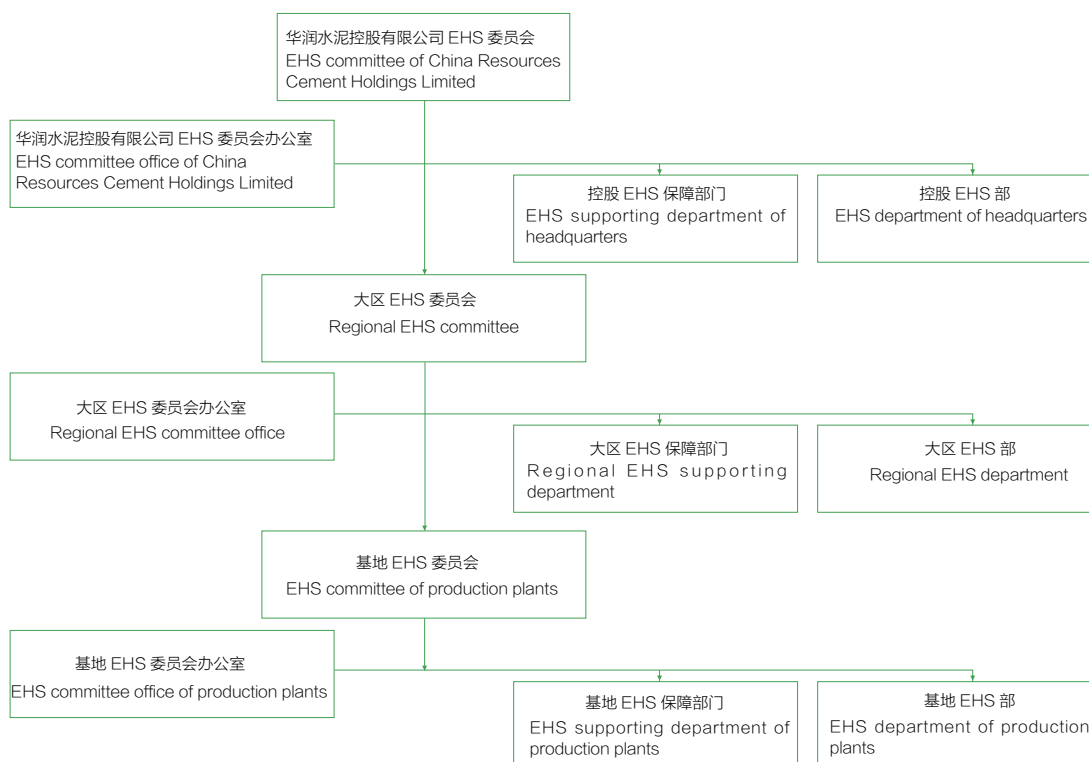 华润水泥控股有限公司 EHS 委员会
EHS committee of China Resources
Cement Holdings Limited
华润水泥控股有限公司 EHS 委员会办公室
EHS committee office of China
Resources Cement Holdings Limited
控股 EHS 保障部门
EHS supporting department of
headquarters
控股 EHS 部
EHS department of headquarters
大区 EHS 委员会
Regional EHS committee
大区 EHS 委员会办公室
Regional EHS committee office
大区 EHS 保障部门
Regional EHS supporting
department
大区 EHS 部
Regional EHS department
基地 EHS 委员会
EHS committee of production plants
基地 EHS 委员会办公室
EHS committee office of production plants
基地 EHS 保障部门
EHS supporting department of
production plants
基地 EHS 部
EHS department of production
plants